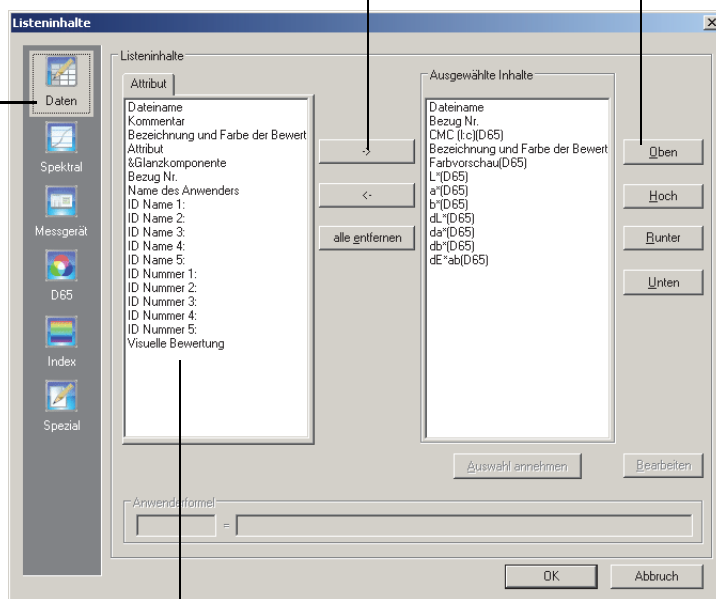 Listeninhalte
Daten
Spektral
Messgerät
D65
Index
Spezial
Listeninhalte
Attribut
Dateiname
Kommentar
Bezeichnung und Farbe der Bewert
Attribut
&Glanzkomponente
Bezug Nr.
Name des Anwenders
ID Name 1:
ID Name 2:
ID Name 3:
ID Name 4:
ID Name 5:
ID Nummer 1:
ID Nummer 2:
ID Nummer 3:
ID Nummer 4:
ID Nummer 5:
Visuelle Bewertung
->
<-
alle entfernen
Ausgewählte Inhalte
Dateiname
Bezug Nr.
CMC (l:c)(D65)
Bezeichnung und Farbe der Bewert
Farbvorschau(D65)
L*(D65)
a*(D65)
b*(D65)
dL*(D65)
da*(D65)
db*(D65)
dE*ab(D65)
Oben
Hoch
Runter
Unten
Auswahl annehmen
Bearbeiten
Anwenderformel
=
OK
Abbruch